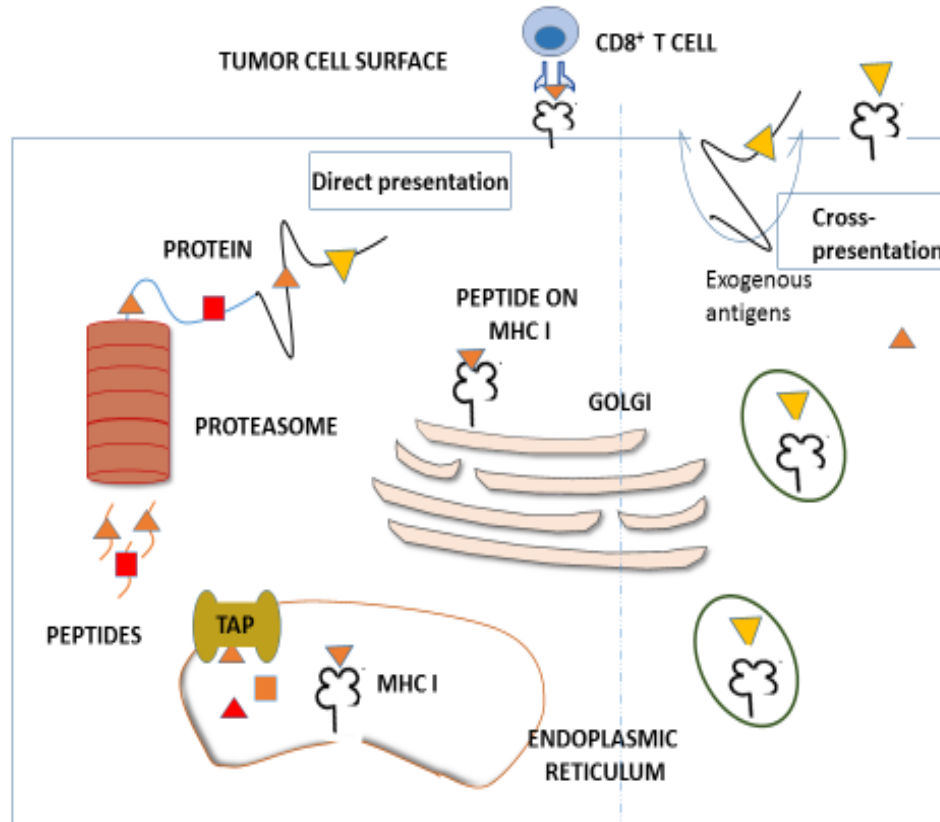 TUMOR CELL SURFACE
CD8⁺ T CELL
Direct presentation
Cross-
presentation
PROTEIN
Exogenous
antigens
PEPTIDE ON
MHC I
GOLGI
PROTEASOME
PEPTIDES
TAP
MHC I
ENDOPLASMIC
RETICULUM